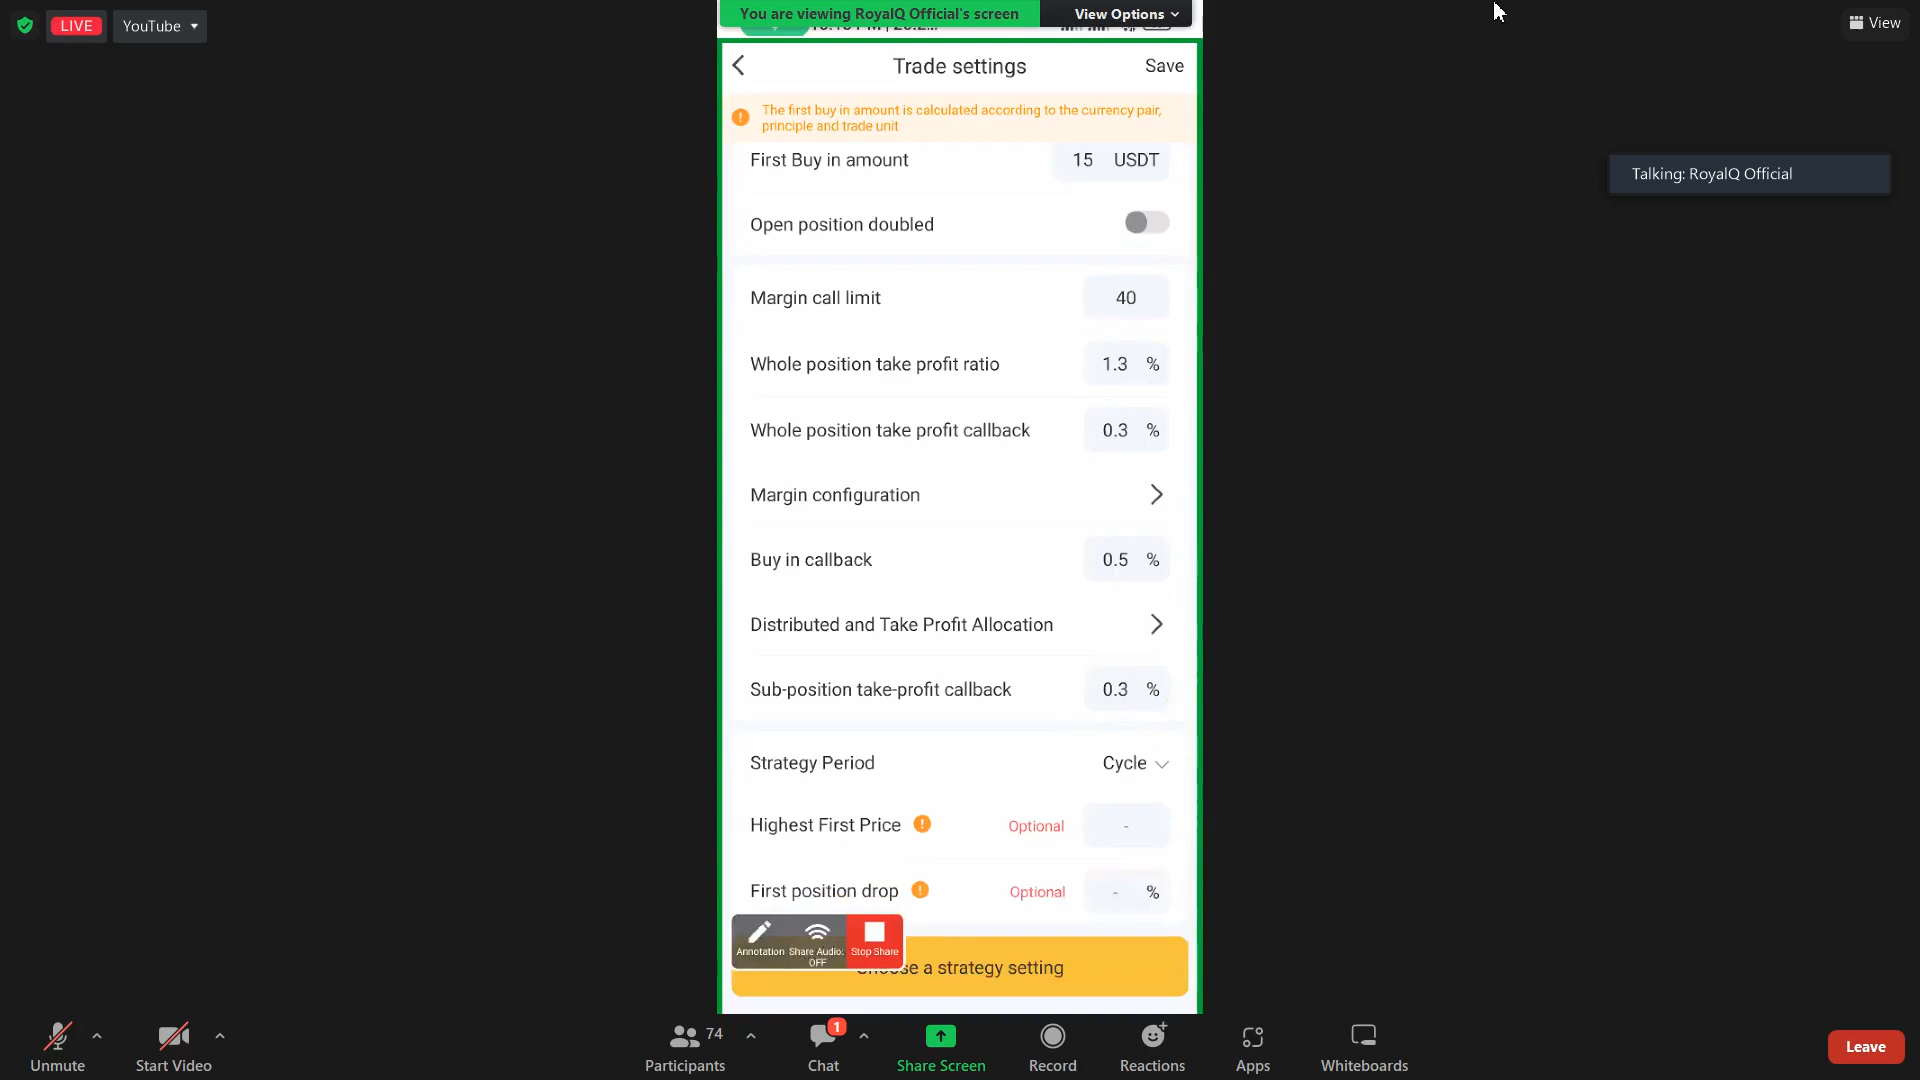 LIVE
YouTube
You are viewing RoyalQ Official's screen
View Options
View
Trade settings
Save
The first buy in amount is calculated according to the currency pair,
principle and trade unit
Talking: RoyalQ Official
First Buy in amount 15 USDT
Open position doubled
Margin call limit 40
Whole position take profit ratio 1.3 %
Whole position take profit callback 0.3 %
Margin configuration
Buy in callback 0.5 %
Distributed and Take Profit Allocation
Sub-position take-profit callback 0.3 %
Strategy Period Cycle
Highest First Price Optional -
First position drop Optional - %
Annotation
Share Audio: OFF
Stop Share
a strategy setting
Unmute
Start Video
74
Participants
1
Chat
Share Screen
Record
Reactions
Apps
Whiteboards
Leave